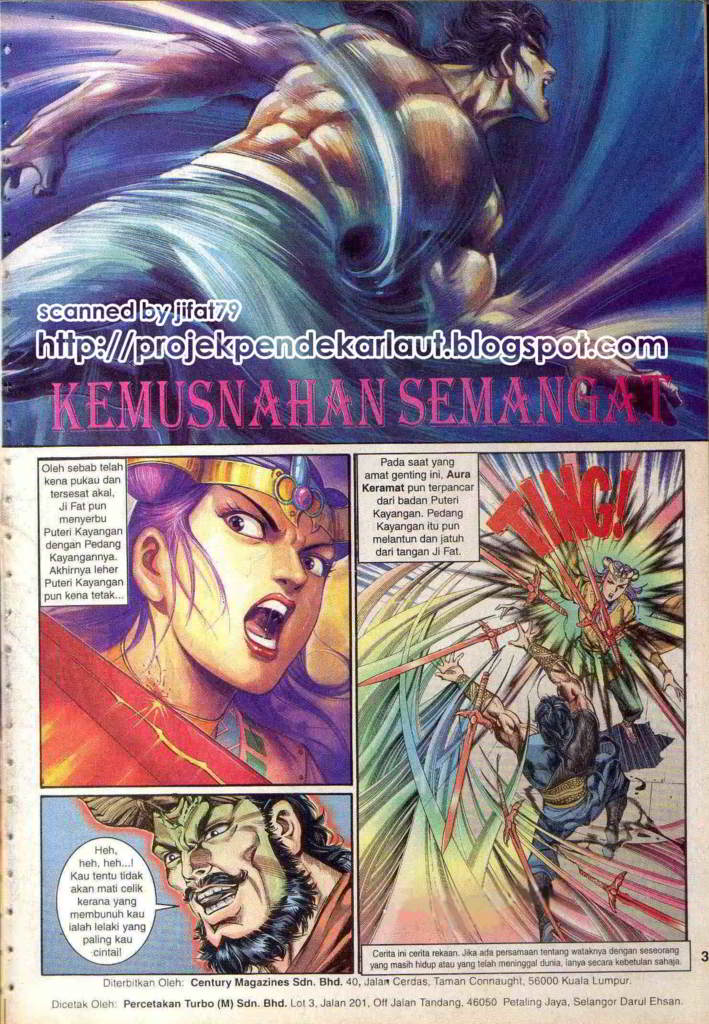 scanned by jifat79
http://projekpendekarlaut.blogspot.com
KEMUSNAHAN SEMANGAT
Oleh sebab telah
kena pukau dan
tersesat akal,
Ji Fat pun
menyerbu
Puteri Kayangan
dengan Pedang
Kayangannya.
Akhirnya leher
Puteri Kayangan
pun kena tetak...
Pada saat yang
amat genting ini, Aura
Keramat pun terpancar
dari badan Puteri
Kayangan. Pedang
Kayangan itu pun
melantun dan jatuh
dari tangan Ji Fat.
TING!
Heh,
heh, heh...!
Kau tentu tidak
akan mati celik
kerana yang
membunuh kau
ialah lelaki yang
paling kau
cintai!
Cerita ini cerita rekaan. Jika ada persamaan tentang wataknya dengan seseorang
yang masih hidup atau yang telah meninggal dunia, ianya secara kebetulan sahaja.
3
Diterbitkan Oleh: Century Magazines Sdn. Bhd. 40, Jalan Cerdas, Taman Connaught, 56000 Kuala Lumpur.
Dicetak Oleh: Percetakan Turbo (M) Sdn. Bhd. Lot 3, Jalan 201, Off Jalan Tandang, 46050 Petaling Jaya, Selangor Darul Ehsan.